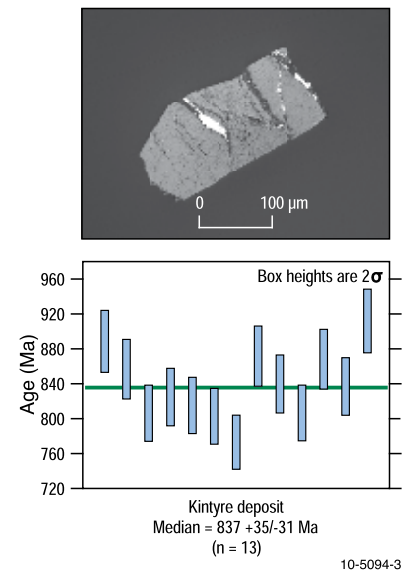 0 100 µm
Box heights are 2σ
960
920
880
840
800
760
720
Age (Ma)
Kintyre deposit
Median = 837 +35/-31 Ma
(n = 13)
10-5094-3